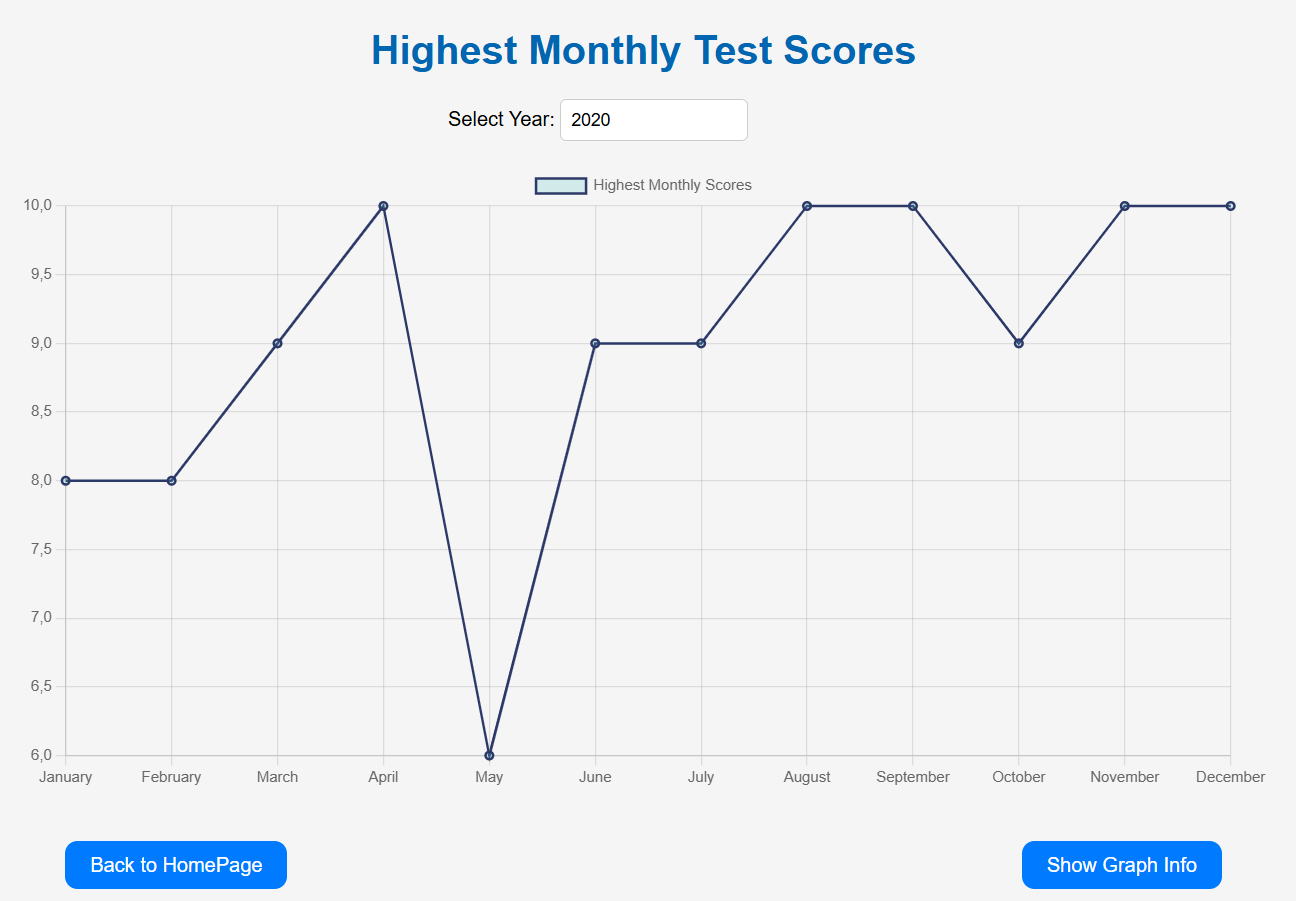 Highest Monthly Test Scores
Select Year: 2020
Highest Monthly Scores
10,0
9,5
9,0
8,5
8,0
7,5
7,0
6,5
6,0
January February March April May June July August September October November December
Back to HomePage Show Graph Info